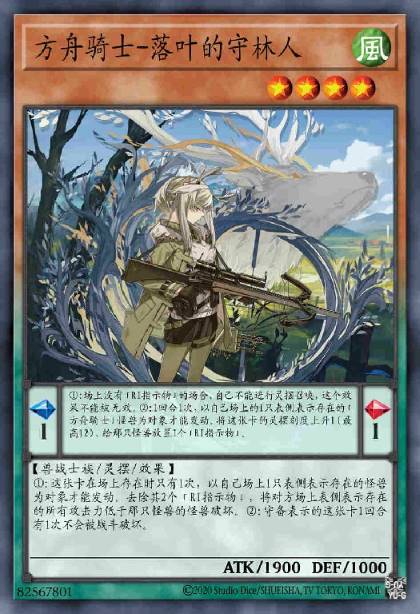 方舟骑士-落叶的守林人
風
①:场上没有「RI指示物」的场合,自己不能进行灵摆召唤,这个效
果不能被无效。②:1回合1次,以自己场上的1只表侧表示存在的「
方舟骑士」怪兽为对象才能发动,将这张卡的灵摆刻度上升1(最
高12),给那只怪兽放置1个「RI指示物」。
1
1
【兽战士族/灵摆/效果】
①:这张卡在场上存在时只有1次,以自己场上1只表侧表示存在的怪兽
为对象才能发动,去除其2个「RI指示物」,将对方场上表侧表示存在
的所有攻击力低于那只怪兽的怪兽破坏。②:守备表示的这张卡1回合
有1次不会被战斗破坏。
ATK/1900 DEF/1000
82567801 ©2020 Studio Dice/SHUEISHA, TV TOKYO, KONAMI